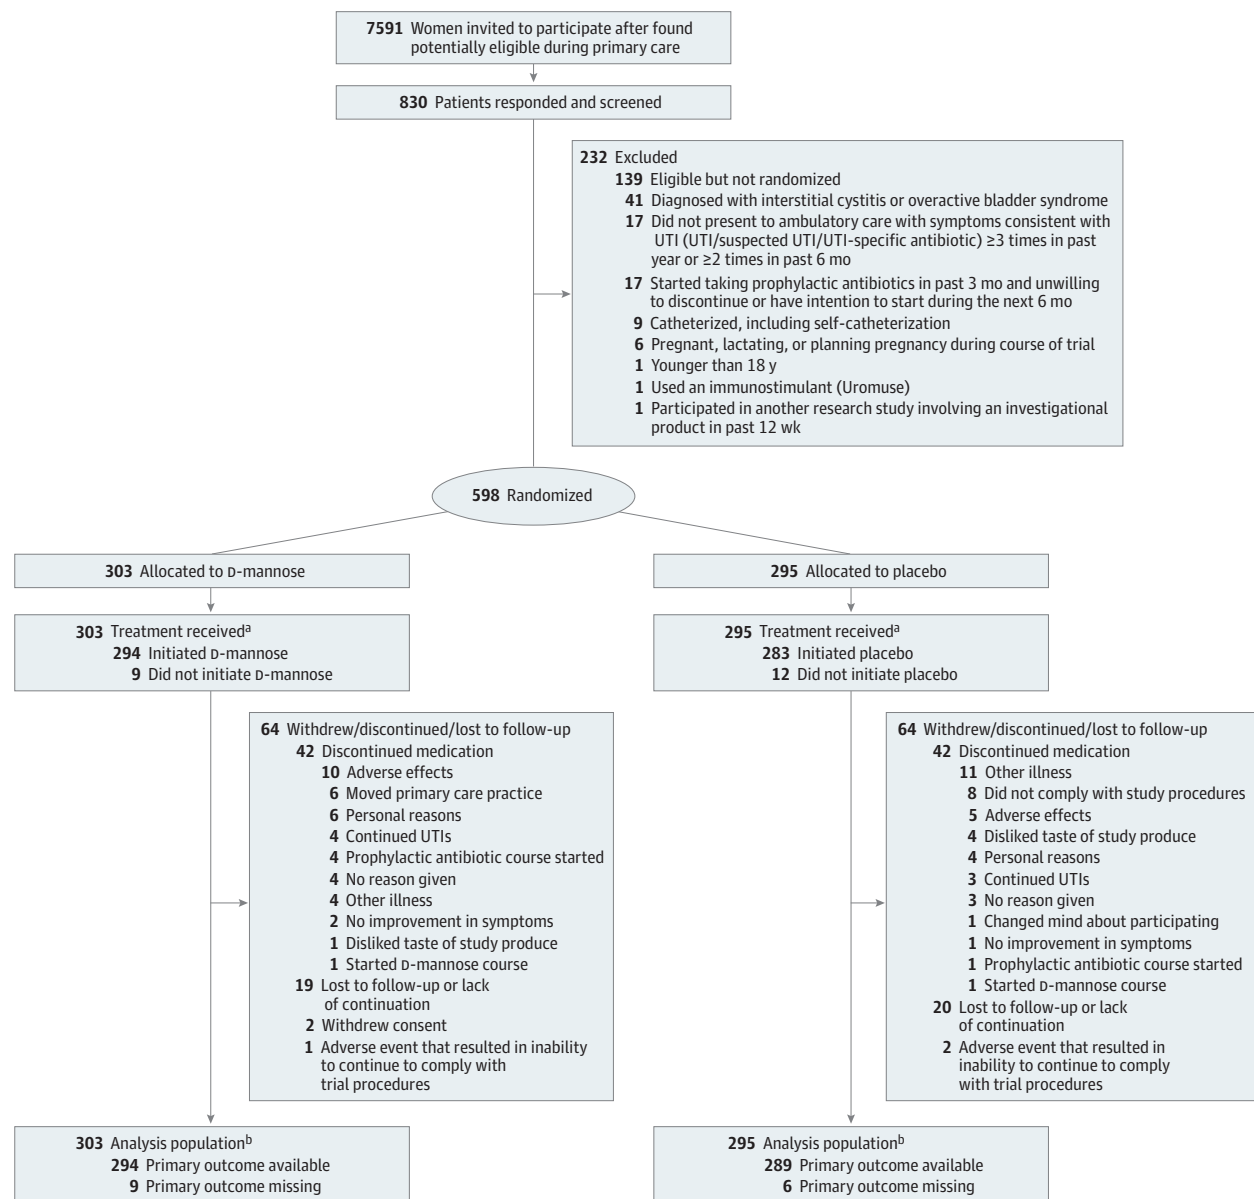 7591 Women invited to participate after found
potentially eligible during primary care
830 Patients responded and screened
232 Excluded
139 Eligible but not randomized
41 Diagnosed with interstitial cystitis or overactive bladder syndrome
17 Did not present to ambulatory care with symptoms consistent with
UTI (UTI/suspected UTI/UTI-specific antibiotic) ≥3 times in past
year or ≥2 times in past 6 mo
17 Started taking prophylactic antibiotics in past 3 mo and unwilling
to discontinue or have intention to start during the next 6 mo
9 Catheterized, including self-catheterization
6 Pregnant, lactating, or planning pregnancy during course of trial
1 Younger than 18 y
1 Used an immunostimulant (Uromuse)
1 Participated in another research study involving an investigational
product in past 12 wk
598 Randomized
303 Allocated to D-mannose
303 Treatment receivedᵃ
294 Initiated D-mannose
9 Did not initiate D-mannose
64 Withdrew/discontinued/lost to follow-up
42 Discontinued medication
10 Adverse effects
6 Moved primary care practice
6 Personal reasons
4 Continued UTIs
4 Prophylactic antibiotic course started
4 No reason given
4 Other illness
2 No improvement in symptoms
1 Disliked taste of study produce
1 Started D-mannose course
19 Lost to follow-up or lack
of continuation
2 Withdrew consent
1 Adverse event that resulted in inability
to continue to comply with
trial procedures
303 Analysis populationᵇ
294 Primary outcome available
9 Primary outcome missing
295 Allocated to placebo
295 Treatment receivedᵃ
283 Initiated placebo
12 Did not initiate placebo
64 Withdrew/discontinued/lost to follow-up
42 Discontinued medication
11 Other illness
8 Did not comply with study procedures
5 Adverse effects
4 Disliked taste of study produce
4 Personal reasons
3 Continued UTIs
3 No reason given
1 Changed mind about participating
1 No improvement in symptoms
1 Prophylactic antibiotic course started
1 Started D-mannose course
20 Lost to follow-up or lack
of continuation
2 Adverse event that resulted in
inability to continue to comply
with trial procedures
295 Analysis populationᵇ
289 Primary outcome available
6 Primary outcome missing